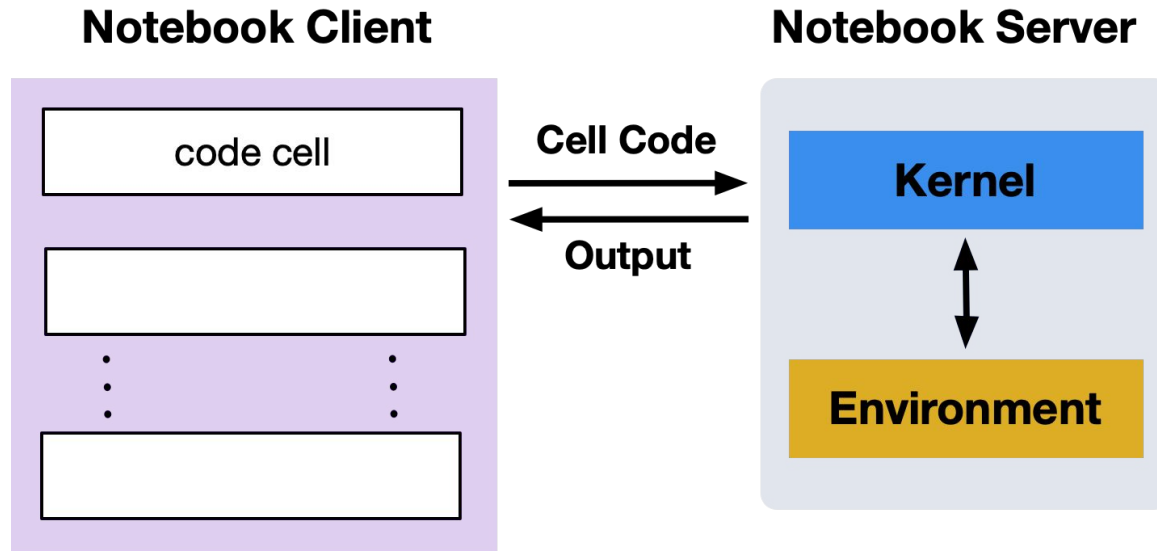 Notebook Client
Notebook Server
code cell
Cell Code
Output
Kernel
Environment